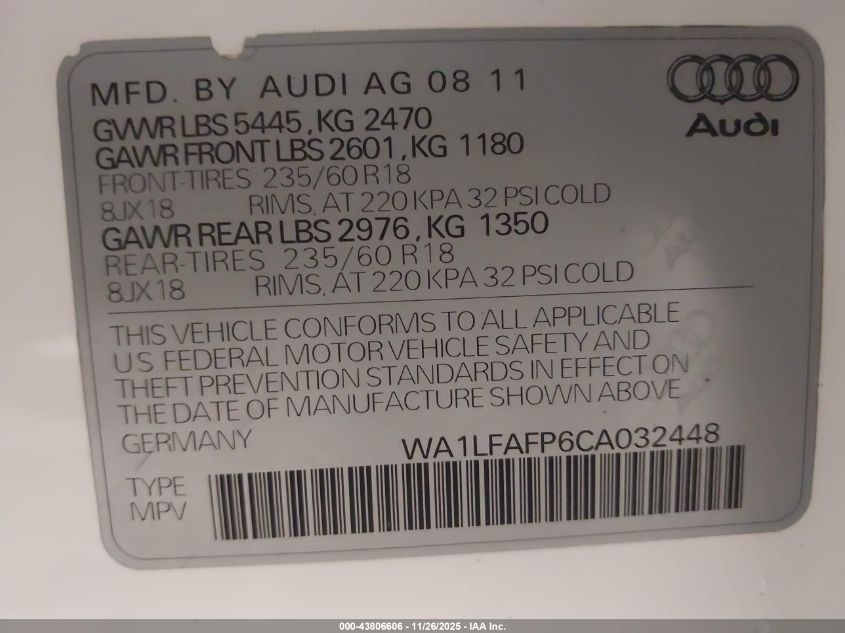 MFD. BY AUDI AG 08 11
GVWR LBS 5445, KG 2470
GAWR FRONT LBS 2601, KG 1180
FRONT-TIRES 235/60 R18
8JX18 RIMS, AT 220 KPA 32 PSI COLD
GAWR REAR LBS 2976, KG 1350
REAR-TIRES 235/60 R18
8JX18 RIMS, AT 220 KPA 32 PSI COLD
Audi
THIS VEHICLE CONFORMS TO ALL APPLICABLE
US FEDERAL MOTOR VEHICLE SAFETY AND
THEFT PREVENTION STANDARDS IN EFFECT ON
THE DATE OF MANUFACTURE SHOWN ABOVE
GERMANY WA1LFAFP6CA032448
TYPE
MPV
000-43806606 - 11/26/2025 - IAA Inc.